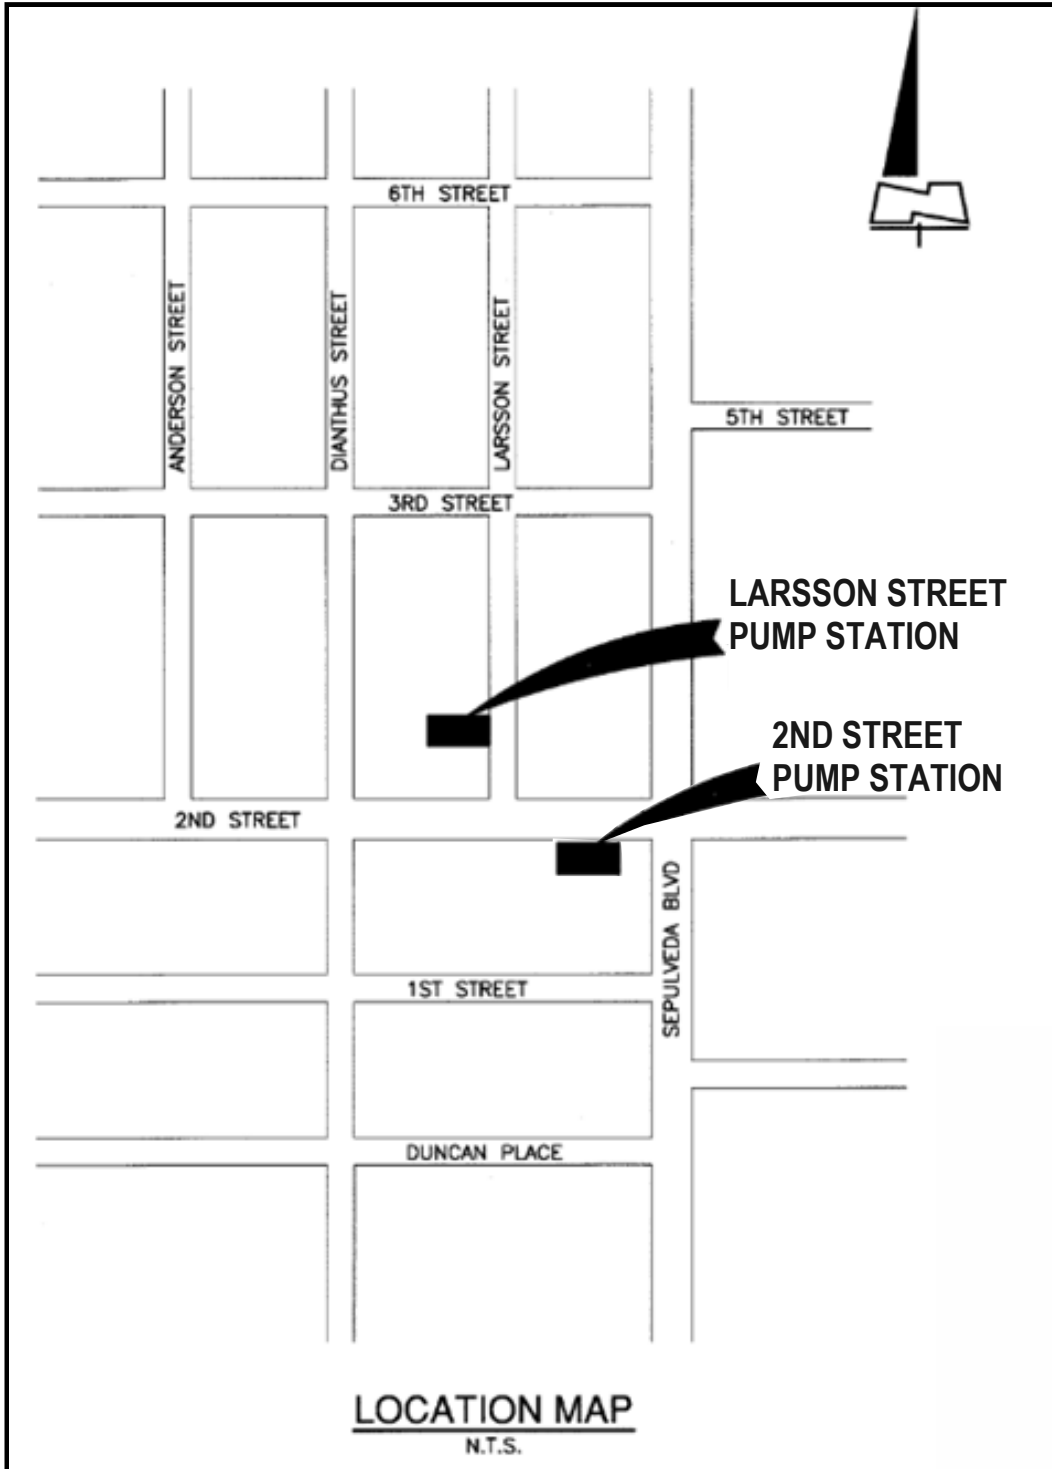 6TH STREET
ANDERSON STREET
DIANTHUS STREET
LARSSON STREET
5TH STREET
3RD STREET
LARSSON STREET
PUMP STATION
2ND STREET
PUMP STATION
2ND STREET
SEPULVEDA BLVD
1ST STREET
DUNCAN PLACE
LOCATION MAP
N.T.S.